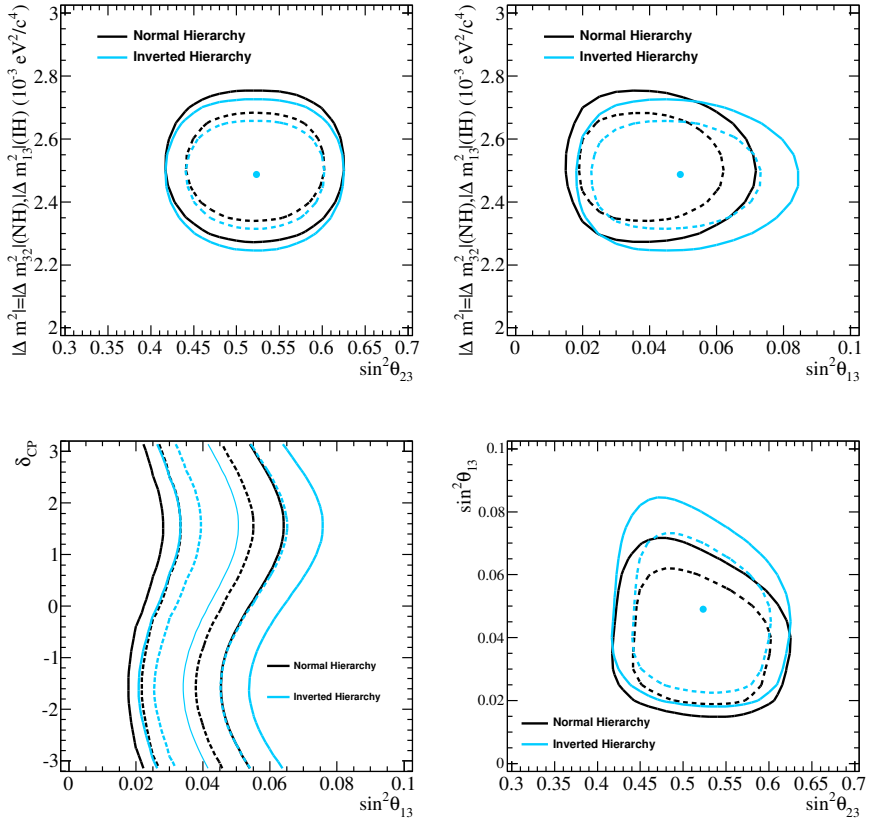 |Δ m²|=|Δ m²₃₂|(NH),|Δ m²₁₃|(IH) (10⁻³ eV²/c⁴)
Normal Hierarchy
Inverted Hierarchy
3
2.8
2.6
2.4
2.2
2
0.3 0.35 0.4 0.45 0.5 0.55 0.6 0.65 0.7
sin²θ₂₃
|Δ m²|=|Δ m²₃₂|(NH),|Δ m²₁₃|(IH) (10⁻³ eV²/c⁴)
Normal Hierarchy
Inverted Hierarchy
3
2.8
2.6
2.4
2.2
2
0 0.02 0.04 0.06 0.08 0.1
sin²θ₁₃
δCP
3
2
1
0
-1
-2
-3
Normal Hierarchy
Inverted Hierarchy
0 0.02 0.04 0.06 0.08 0.1
sin²θ₁₃
sin²θ₁₃
0.1
0.08
0.06
0.04
0.02
0
Normal Hierarchy
Inverted Hierarchy
0.3 0.35 0.4 0.45 0.5 0.55 0.6 0.65 0.7
sin²θ₂₃